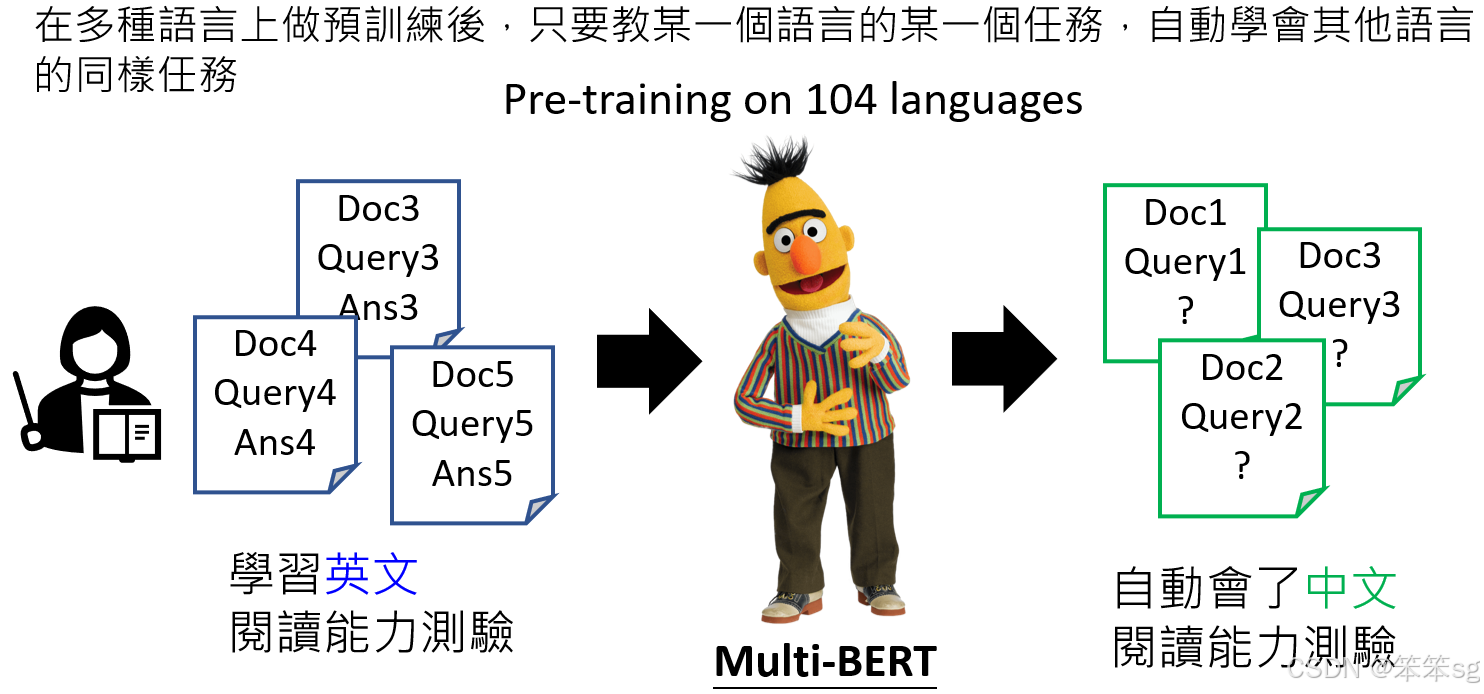 在多種語言上做預訓練後，只要教某一個語言的某一個任務，自動學會其他語言
的同樣任務
Pre-training on 104 languages
Doc3
Query3
Ans3
Doc4
Query4
Ans4
Doc5
Query5
Ans5
Doc1
Query1
?
Doc3
Query3
?
Doc2
Query2
?
學習英文
閱讀能力測驗
Multi-BERT
自動會了中文
閱讀能力測驗
CSDN @笨笨sg